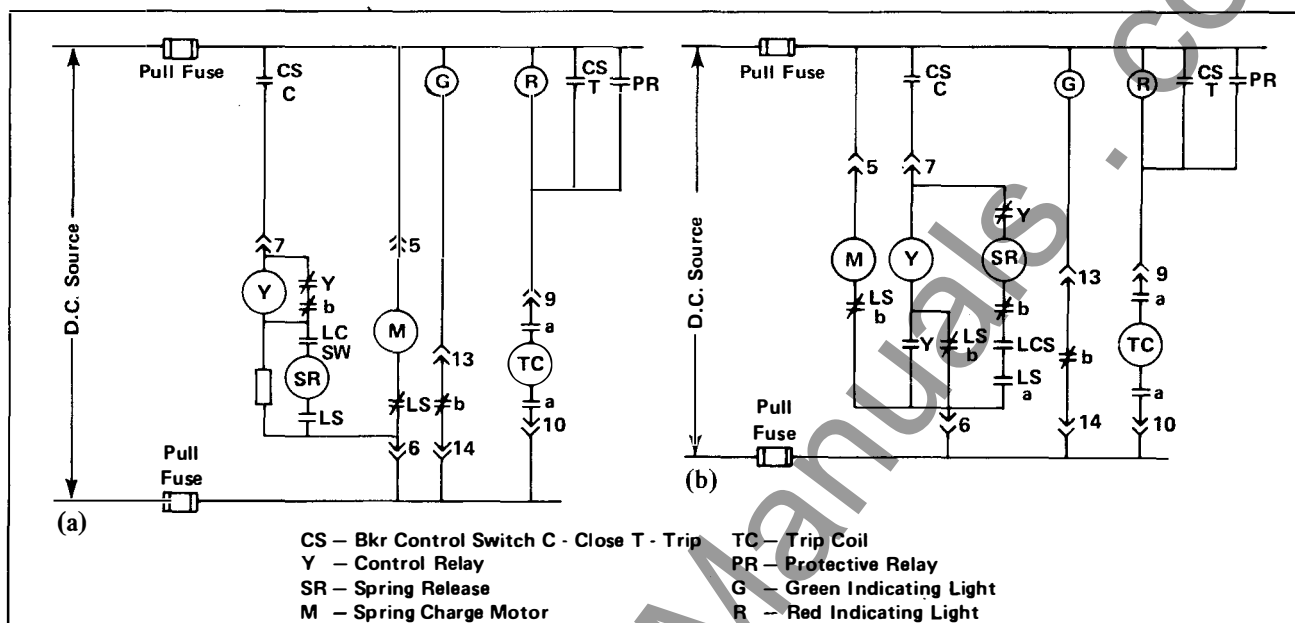 Pull Fuse
CS
C
G
R
CS
T
PR
D.C. Source
7
5
Y
Y
b
LC
SW
SR
LS
M
LS
13
b
9
a
TC
a
6
14
10
Pull
Fuse
(a)
Pull Fuse
CS
C
G
R
CS
T
PR
D.C. Source
5
7
Y
M
Y
SR
LS
b
Y
LS
b
b
LCS
LS
a
13
b
9
a
TC
a
6
14
10
Pull
Fuse
(b)
CS – Bkr Control Switch C - Close T - Trip
Y – Control Relay
SR – Spring Release
M – Spring Charge Motor
TC – Trip Coil
PR – Protective Relay
G – Green Indicating Light
R – Red Indicating Light
Manuals . co